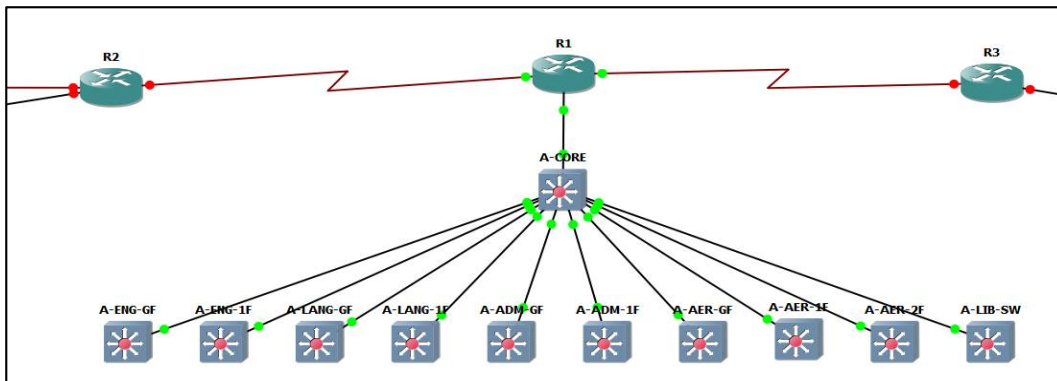 R2
R1
R3
A-CORE
A-ENG-GF
A-ENG-1F
A-LANG-GF
A-LANG-1F
A-ADM-GF
A-ADM-1F
A-AER-GF
A-AER-1F
A-AER-2F
A-LIB-SW